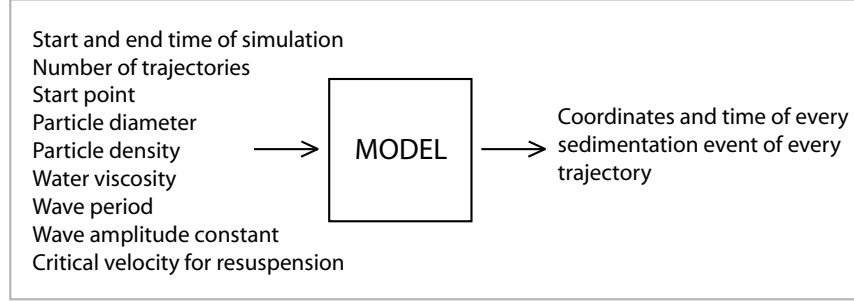 Start and end time of simulation
Number of trajectories
Start point
Particle diameter
Particle density
Water viscosity
Wave period
Wave amplitude constant
Critical velocity for resuspension
MODEL
Coordinates and time of every
sedimentation event of every
trajectory